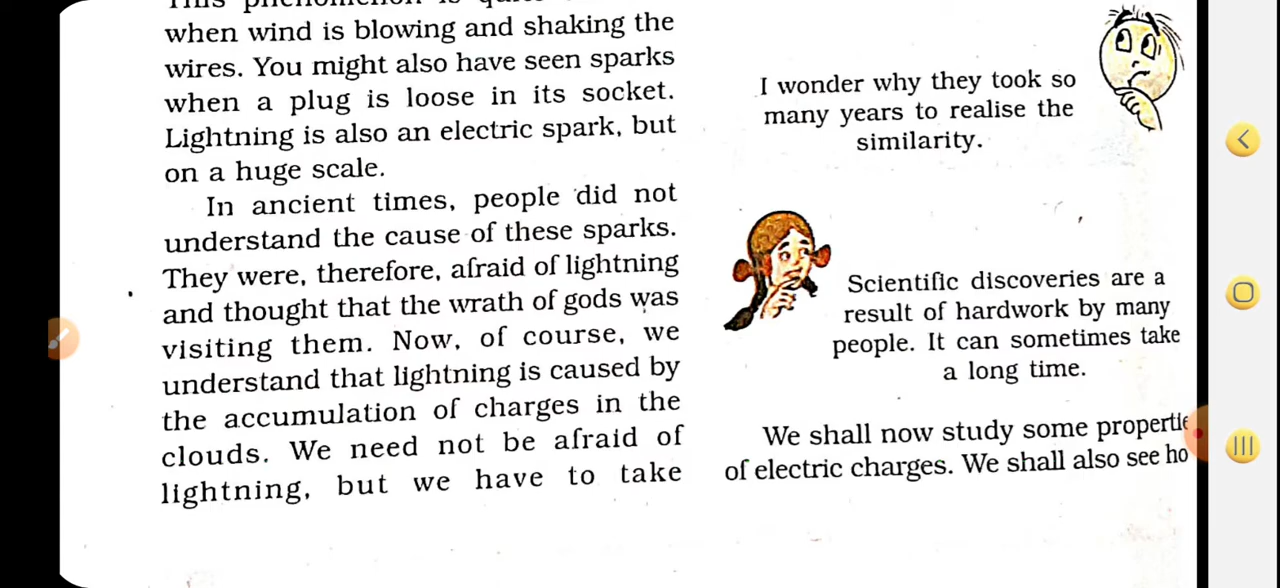 when wind is blowing and shaking the
wires. You might also have seen sparks
when a plug is loose in its socket.
Lightning is also an electric spark, but
on a huge scale.
In ancient times, people did not
understand the cause of these sparks.
They were, therefore, afraid of lightning
and thought that the wrath of gods was
visiting them. Now, of course, we
understand that lightning is caused by
the accumulation of charges in the
clouds. We need not be afraid of
lightning, but we have to take
I wonder why they took so
many years to realise the
similarity.
Scientific discoveries are a
result of hardwork by many
people. It can sometimes take
a long time.
We shall now study some propertie
of electric charges. We shall also see ho